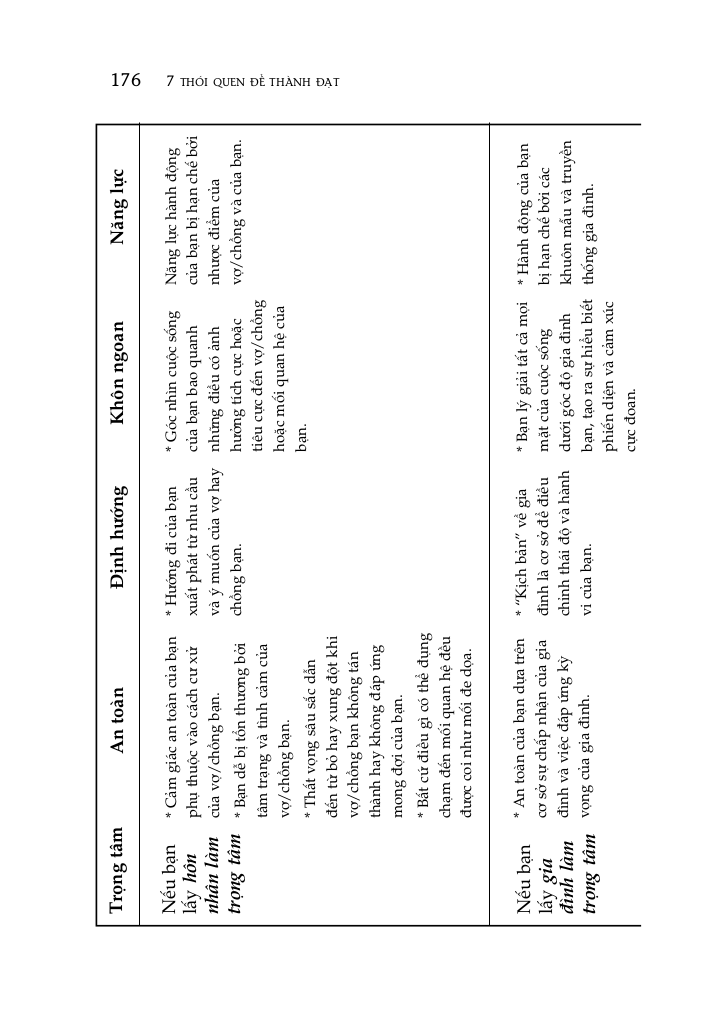 176 7 THÓI QUEN ĐỂ THÀNH ĐẠT
Trọng tâm
An toàn
Định hướng
Khôn ngoan
Năng lực
Nếu bạn
lấy hôn
nhân làm
trọng tâm
* Cảm giác an toàn của bạn
phụ thuộc vào cách cư xử
của vợ/chồng bạn.
* Bạn dễ bị tổn thương bởi
tâm trạng và tình cảm của
vợ/chồng bạn.
* Thất vọng sâu sắc dẫn
đến từ bỏ hay xung đột khi
vợ/chồng bạn không tán
thành hay không đáp ứng
mong đợi của bạn.
* Bất cứ điều gì có thể đụng
chạm đến mối quan hệ đều
được coi như mối đe dọa.
* Hướng đi của bạn
xuất phát từ nhu cầu
và ý muốn của vợ hay
chồng bạn.
* Góc nhìn cuộc sống
của bạn bao quanh
những điều có ảnh
hưởng tích cực hoặc
tiêu cực đến vợ/chồng
hoặc mối quan hệ của
bạn.
Năng lực hành động
của bạn bị hạn chế bởi
nhược điểm của
vợ/chồng và của bạn.
Nếu bạn
lấy gia
đình làm
trọng tâm
* An toàn của bạn dựa trên
cơ sở sự chấp nhận của gia
đình và việc đáp ứng kỳ
vọng của gia đình.
* “Kịch bản” về gia
đình là cơ sở để điều
chỉnh thái độ và hành
vi của bạn.
* Bạn lý giải tất cả mọi
mặt của cuộc sống
dưới góc độ gia đình
bạn, tạo ra sự hiểu biết
phiến diện và cảm xúc
cực đoan.
* Hành động của bạn
bị hạn chế bởi các
khuôn mẫu và truyền
thống gia đình.